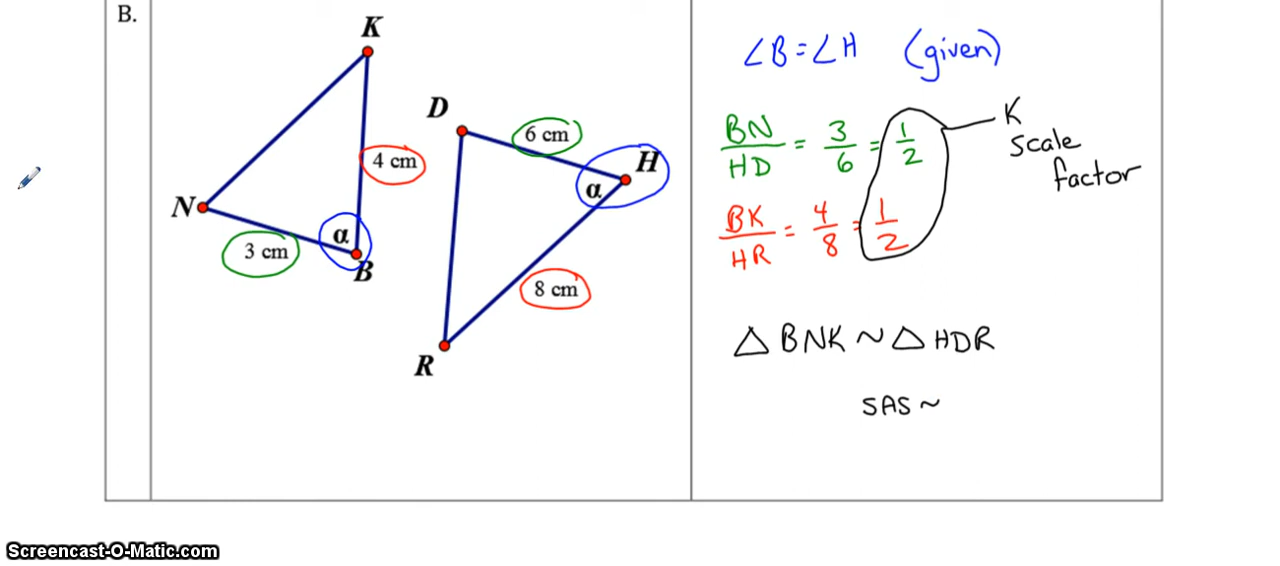 B.
K
D
6 cm
H
4 cm
α
N
α
3 cm
B
8 cm
R
∠B = ∠H (given)
BN/HD = 3/6 = 1/2
K
scale
factor
BK/HR = 4/8 = 1/2
△ BNK ~ △ HDR
SAS ~
Screencast-O-Matic.com